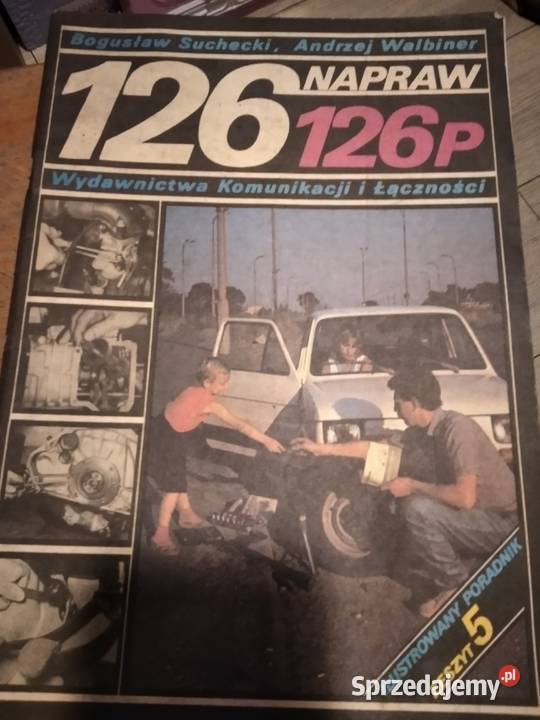 Bogusław Suchecki, Andrzej Walbiner
126 NAPRAW
126P
Wydawnictwa Komunikacji i Łączności
ILUSTROWANY PORADNIK
ZESZYT 5
Sprzedajemy.pl